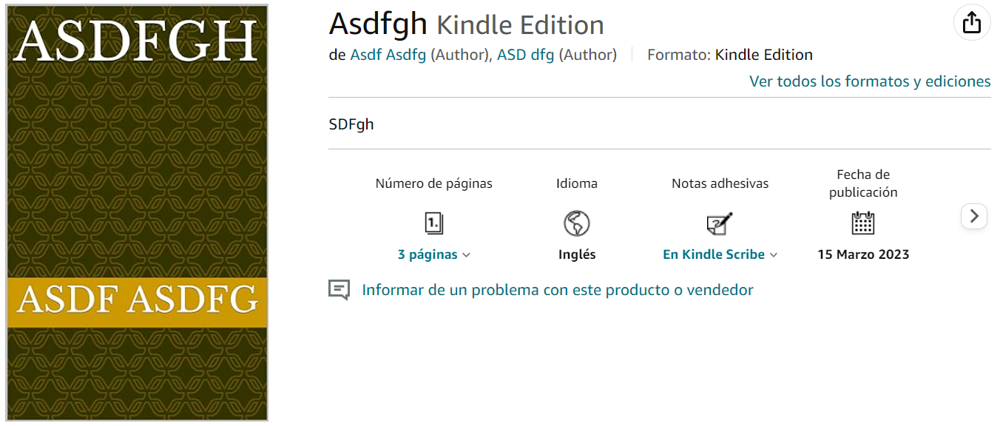 ASDFGH
ASDF ASDFG
Asdfgh Kindle Edition
de Asdf Asdfg (Author), ASD dfg (Author) Formato: Kindle Edition
Ver todos los formatos y ediciones
SDFgh
Número de páginas
1.
3 páginas
Idioma
Inglés
Notas adhesivas
En Kindle Scribe
Fecha de
publicación
15 Marzo 2023
Informar de un problema con este producto o vendedor